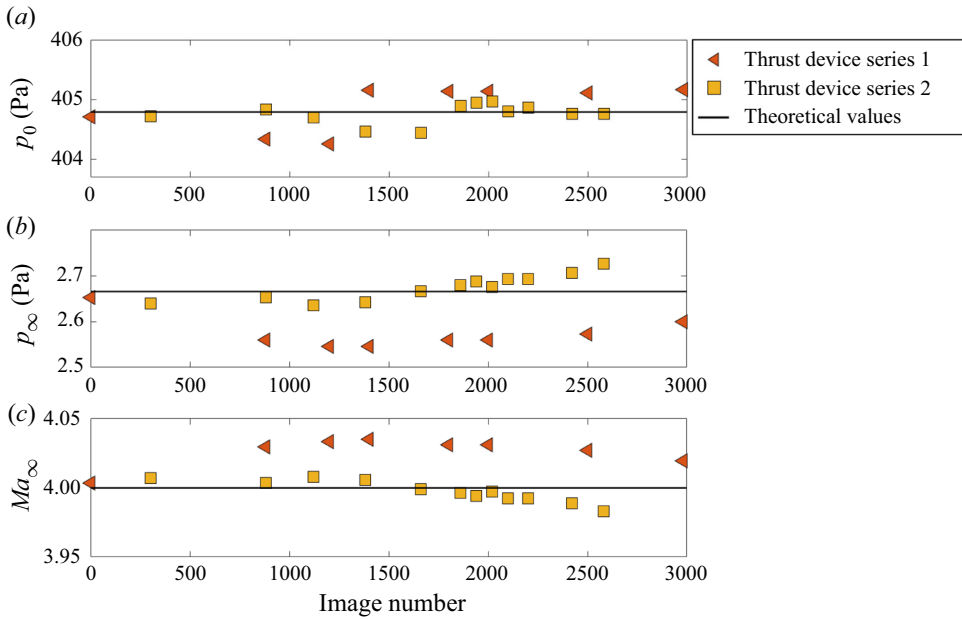 (a)
406
405
404
p0 (Pa)
0 500 1000 1500 2000 2500 3000
Thrust device series 1
Thrust device series 2
Theoretical values
(b)
2.7
2.6
2.5
p∞ (Pa)
0 500 1000 1500 2000 2500 3000
(c)
4.05
4.00
3.95
Ma∞
0 500 1000 1500 2000 2500 3000
Image number